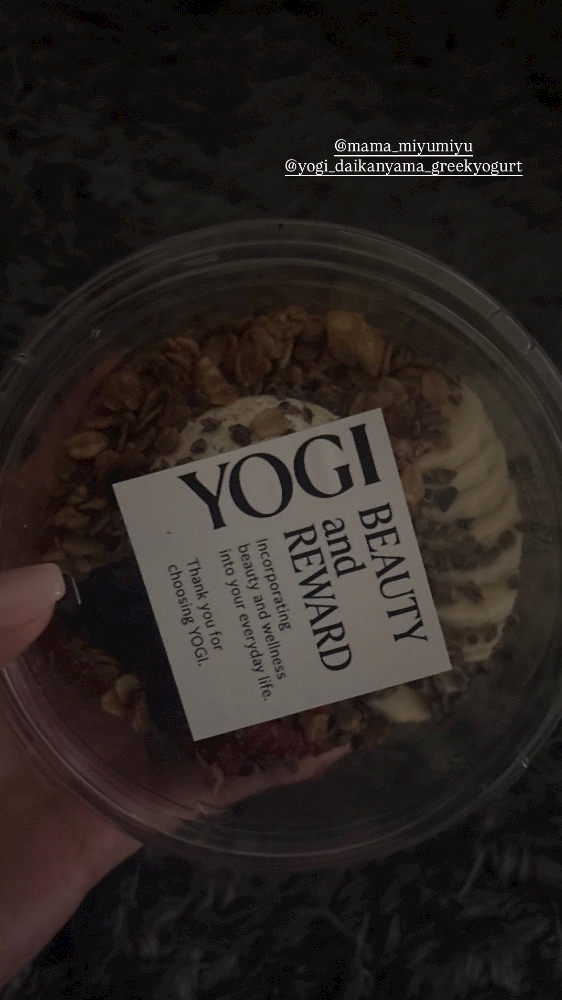 @mama_miyumiyu
@yogi_daikanyama_greekyogurt
YOGI
BEAUTY
and
REWARD
Incorporating
beauty and wellness
into your everyday life.
Thank you for
choosing YOGI.